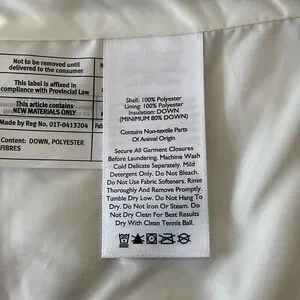 Not to be removed until
delivered to the consumer
This label is affixed in
compliance with Provincial Law
This article contains
NEW MATERIALS ONLY
Made by Reg No. 01T-0413204
Content: DOWN, POLYESTER
FIBRES
Shell: 100% Polyester
Lining: 100% Polyester
Insulation: DOWN
(MINIMUM 80% DOWN)
Contains Non-textile Parts
Of Animal Origin
Secure All Garment Closures
Before Laundering. Machine Wash
Cold Delicate Separately. Mild
Detergent Only. Do Not Bleach.
Do Not Use Fabric Softeners. Rinse
Thoroughly And Remove Promptly.
Tumble Dry Low. Do Not Hang To
Dry. Do Not Iron Or Steam. Do
Not Dry Clean For Best Results
Dry With Clean Tennis Ball.